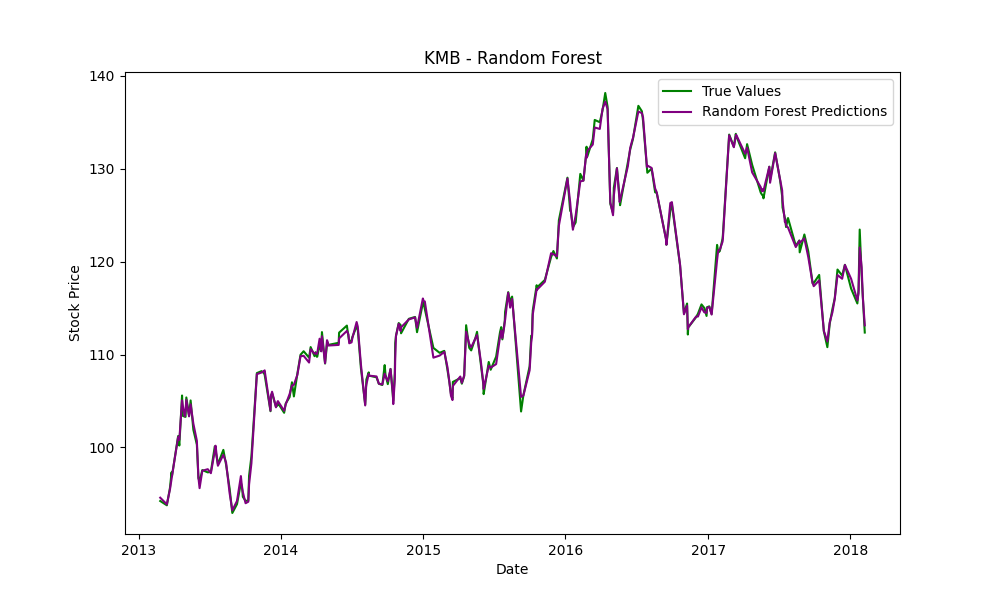 KMB - Random Forest
True Values
Random Forest Predictions
Stock Price
140
130
120
110
100
2013 2014 2015 2016 2017 2018
Date